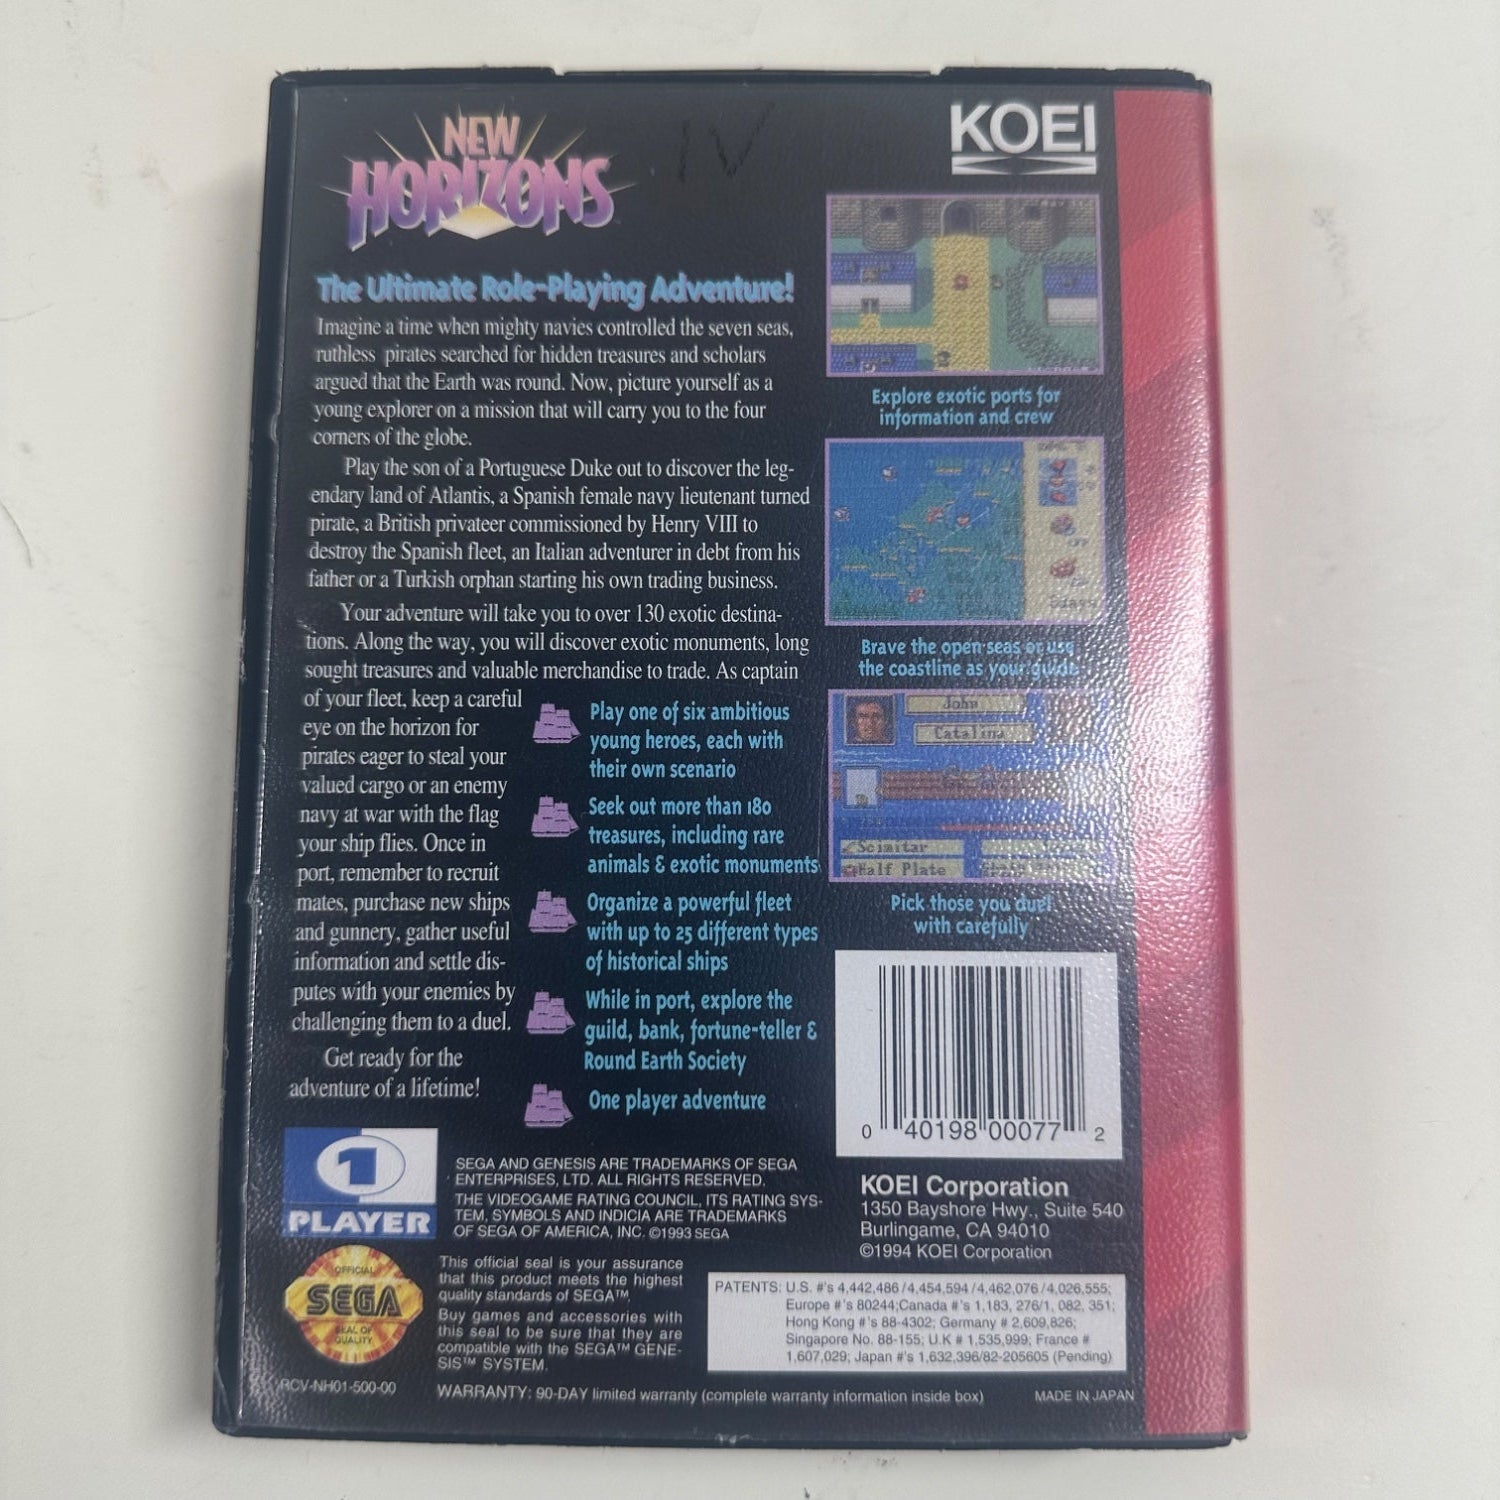 NEW
HORIZONS
IV
KOEI
The Ultimate Role-Playing Adventure!
Imagine a time when mighty navies controlled the seven seas,
ruthless pirates searched for hidden treasures and scholars
argued that the Earth was round. Now, picture yourself as a
young explorer on a mission that will carry you to the four
corners of the globe.
Play the son of a Portuguese Duke out to discover the leg-
endary land of Atlantis, a Spanish female navy lieutenant turned
pirate, a British privateer commissioned by Henry VIII to
destroy the Spanish fleet, an Italian adventurer in debt from his
father or a Turkish orphan starting his own trading business.
Your adventure will take you to over 130 exotic destina-
tions. Along the way, you will discover exotic monuments, long
sought treasures and valuable merchandise to trade. As captain
of your fleet, keep a careful
eye on the horizon for
pirates eager to steal your
valued cargo or an enemy
navy at war with the flag
your ship flies. Once in
port, remember to recruit
mates, purchase new ships
and gunnery, gather useful
information and settle dis-
putes with your enemies by
challenging them to a duel.
Get ready for the
adventure of a lifetime!
Play one of six ambitious
young heroes, each with
their own scenario
Seek out more than 180
treasures, including rare
animals & exotic monuments
Organize a powerful fleet
with up to 25 different types
of historical ships
While in port, explore the
guild, bank, fortune-teller &
Round Earth Society
One player adventure
Explore exotic ports for
information and crew
Brave the open seas or use
the coastline as your guide
John
Catalina
Scimitar
Half Plate
Pick those you duel
with carefully
0 40198 00077 2
1
PLAYER
SEGA AND GENESIS ARE TRADEMARKS OF SEGA
ENTERPRISES, LTD. ALL RIGHTS RESERVED.
THE VIDEOGAME RATING COUNCIL, ITS RATING SYS-
TEM, SYMBOLS AND INDICIA ARE TRADEMARKS
OF SEGA OF AMERICA, INC. ©1993 SEGA
KOEI Corporation
1350 Bayshore Hwy., Suite 540
Burlingame, CA 94010
©1994 KOEI Corporation
OFFICIAL
SEGA
SEAL OF
QUALITY
This official seal is your assurance
that this product meets the highest
quality standards of SEGA™.
Buy games and accessories with
this seal to be sure that they are
compatible with the SEGA™ GENE-
SIS™ SYSTEM.
PATENTS: U.S. #'s 4,442,486/4,454,594/4,462,076/4,026,555;
Europe #'s 80244;Canada #'s 1,183, 276/1, 082, 351;
Hong Kong #'s 88-4302; Germany # 2,609,826;
Singapore No. 88-155; U.K # 1,535,999; France #
1,607,029; Japan #'s 1,632,396/82-205605 (Pending)
RCV-NH01-500-00
WARRANTY: 90-DAY limited warranty (complete warranty information inside box)
MADE IN JAPAN